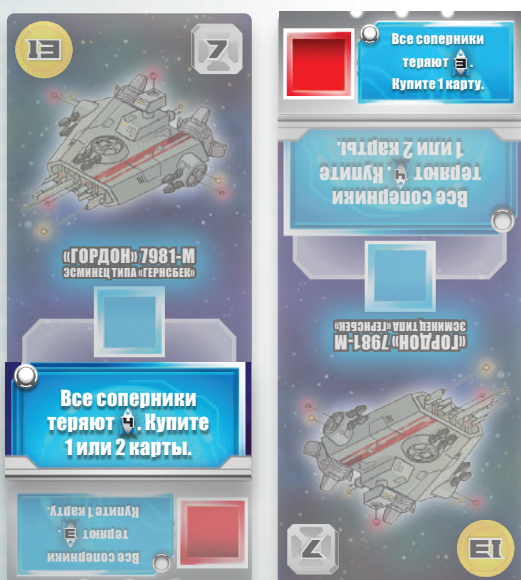 13 7
«ГОРДОН» 7981-М
ЭСМИНЕЦ ТИПА «ГЕРНСБЕК»
Все соперники
теряют 4. Купите
1 или 2 карты.
Все соперники
теряют 3.
Купите 1 карту.
Все соперники
теряют 3.
Купите 1 карту.
Все соперники
теряют 4. Купите
1 или 2 карты.
«ГОРДОН» 7981-М
ЭСМИНЕЦ ТИПА «ГЕРНСБЕК»
7 13